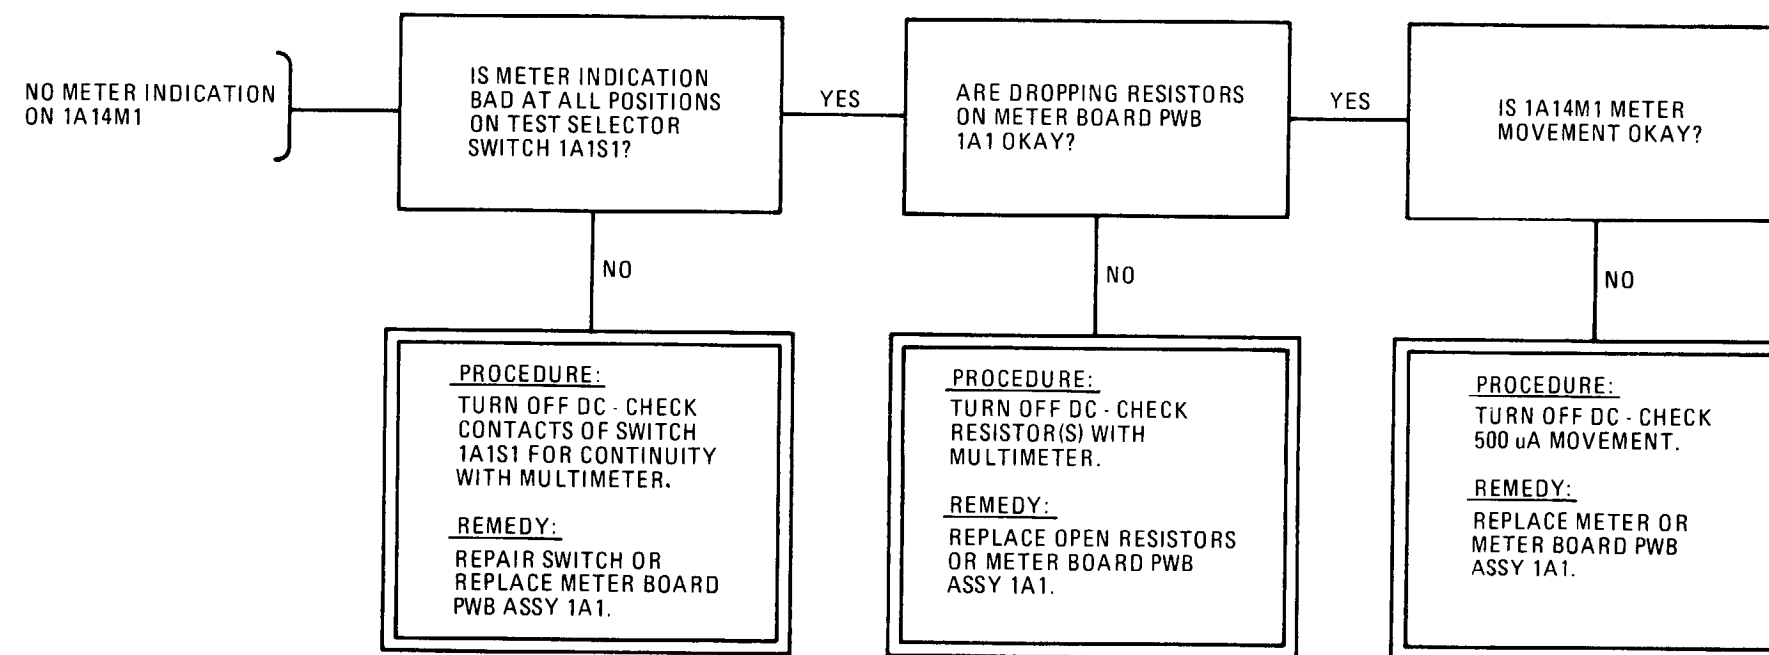 NO METER INDICATION
ON 1A14M1
IS METER INDICATION
BAD AT ALL POSITIONS
ON TEST SELECTOR
SWITCH 1A1S1?
YES
ARE DROPPING RESISTORS
ON METER BOARD PWB
1A1 OKAY?
YES
IS 1A14M1 METER
MOVEMENT OKAY?
NO
NO
NO
PROCEDURE:
TURN OFF DC - CHECK
CONTACTS OF SWITCH
1A1S1 FOR CONTINUITY
WITH MULTIMETER.
REMEDY:
REPAIR SWITCH OR
REPLACE METER BOARD
PWB ASSY 1A1.
PROCEDURE:
TURN OFF DC - CHECK
RESISTOR(S) WITH
MULTIMETER.
REMEDY:
REPLACE OPEN RESISTORS
OR METER BOARD PWB
ASSY 1A1.
PROCEDURE:
TURN OFF DC - CHECK
500 uA MOVEMENT.
REMEDY:
REPLACE METER OR
METER BOARD PWB
ASSY 1A1.